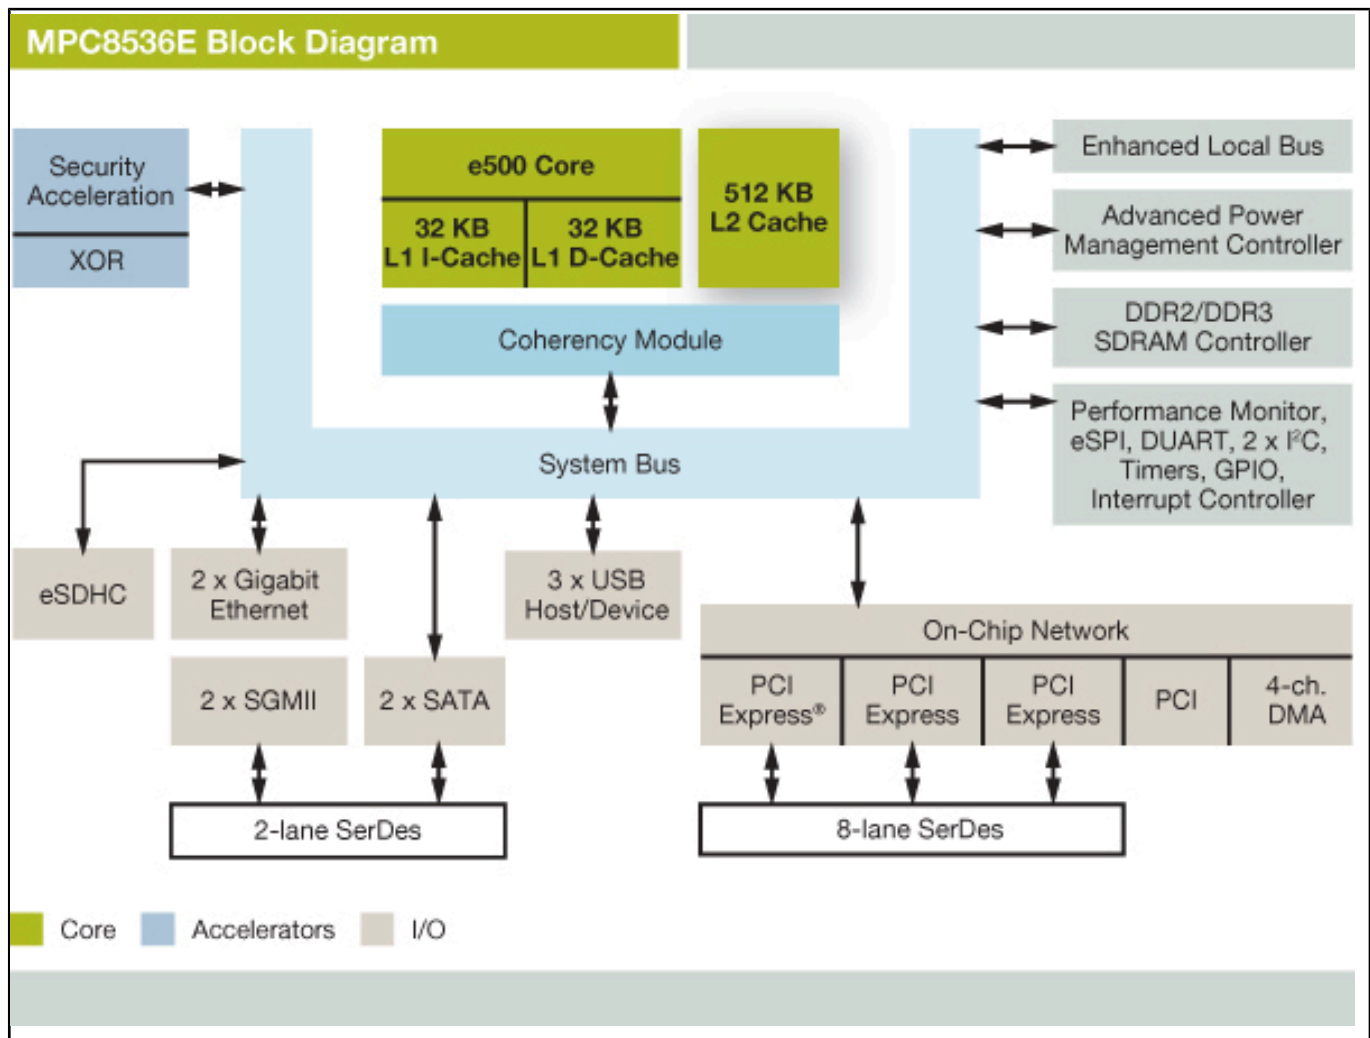 MPC8536E Block Diagram
Security
Acceleration
XOR
e500 Core
32 KB
L1 I-Cache
32 KB
L1 D-Cache
512 KB
L2 Cache
Coherency Module
System Bus
Enhanced Local Bus
Advanced Power
Management Controller
DDR2/DDR3
SDRAM Controller
Performance Monitor,
eSPI, DUART, 2 x I²C,
Timers, GPIO,
Interrupt Controller
eSDHC
2 x Gigabit
Ethernet
3 x USB
Host/Device
On-Chip Network
2 x SGMII
2 x SATA
PCI
Express®
PCI
Express
PCI
Express
PCI
4-ch.
DMA
2-lane SerDes
8-lane SerDes
Core
Accelerators
I/O